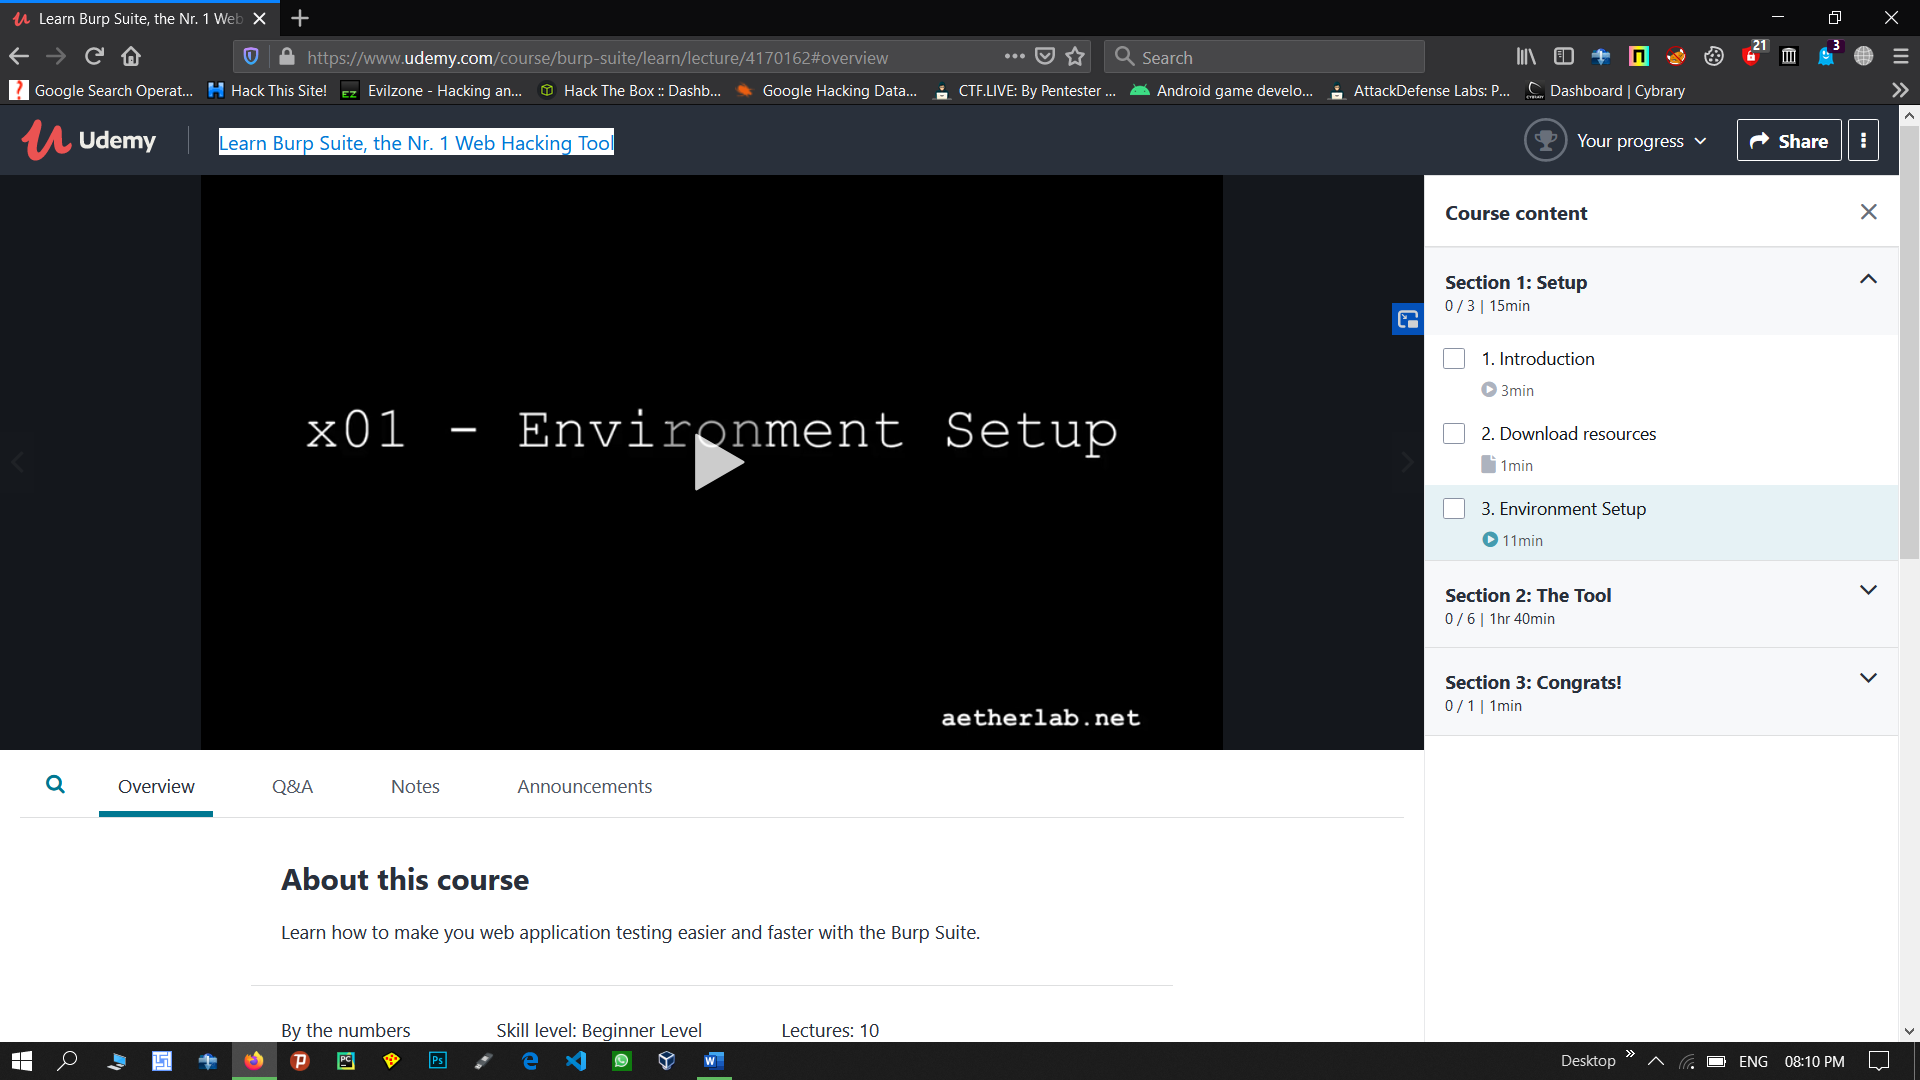 Learn Burp Suite, the Nr. 1 Web
https://www.udemy.com/course/burp-suite/learn/lecture/4170162#overview
Search
21
3
Google Search Operat...
Hack This Site!
EZ
Evilzone - Hacking an...
Hack The Box :: Dashb...
Google Hacking Data...
CTF.LIVE: By Pentester ...
Android game develo...
AttackDefense Labs: P...
Dashboard | Cybrary
Udemy
Learn Burp Suite, the Nr. 1 Web Hacking Tool
Your progress
Share
x01 - Environment Setup
aetherlab.net
Course content
Section 1: Setup
0 / 3 | 15min
1. Introduction
3min
2. Download resources
1min
3. Environment Setup
11min
Section 2: The Tool
0 / 6 | 1hr 40min
Section 3: Congrats!
0 / 1 | 1min
Overview
Q&A
Notes
Announcements
About this course
Learn how to make you web application testing easier and faster with the Burp Suite.
By the numbers
Skill level: Beginner Level
Lectures: 10
PC
Ps
W
Desktop
ENG
08:10 PM